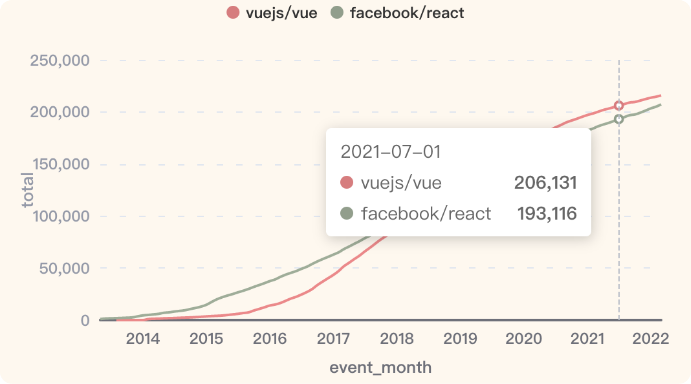 vuejs/vue facebook/react
250,000
200,000
150,000
100,000
50,000
0
total
2021-07-01
vuejs/vue 206,131
facebook/react 193,116
2014 2015 2016 2017 2018 2019 2020 2021 2022
event_month